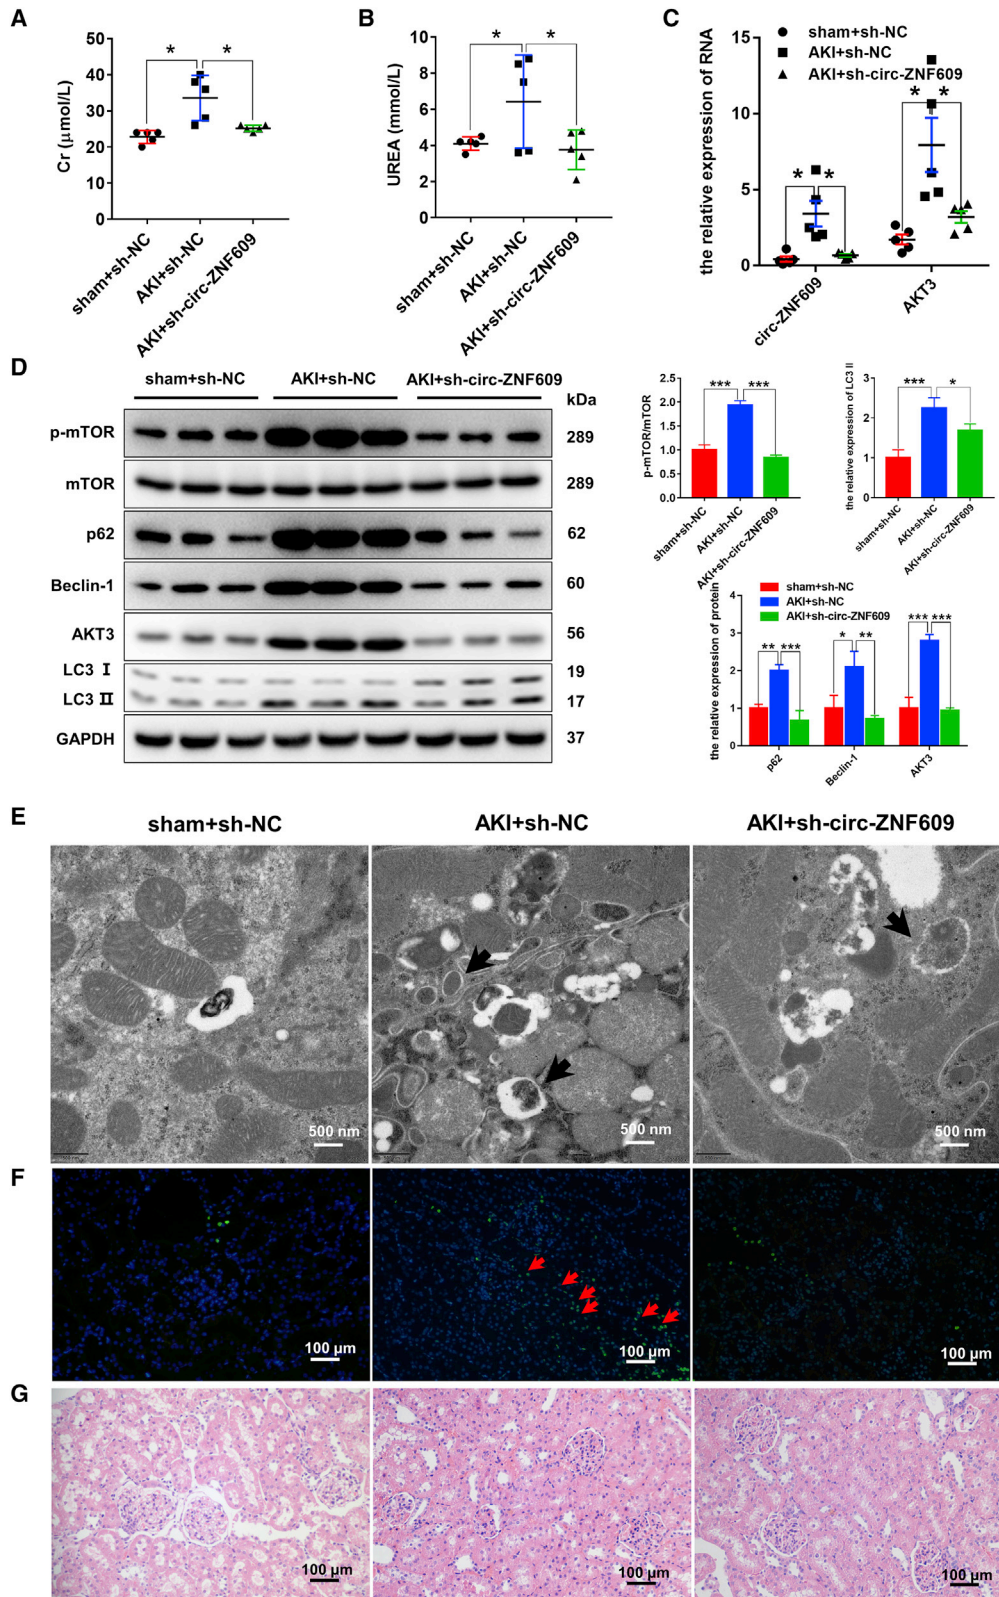 A
Cr (μmol/L)
50
40
30
20
10
0
*
*
sham+sh-NC
AKI+sh-NC
AKI+sh-circ-ZNF609
B
UREA (mmol/L)
10
8
6
4
2
0
*
*
sham+sh-NC
AKI+sh-NC
AKI+sh-circ-ZNF609
C
the relative expression of RNA
15
10
5
0
sham+sh-NC
AKI+sh-NC
AKI+sh-circ-ZNF609
* *
* *
circ-ZNF609
AKT3
D
sham+sh-NC AKI+sh-NC AKI+sh-circ-ZNF609
kDa
p-mTOR 289
mTOR 289
p62 62
Beclin-1 60
AKT3 56
LC3 Ⅰ 19
LC3 Ⅱ 17
GAPDH 37
p-mTOR/mTOR
2.5
2.0
1.5
1.0
0.5
0.0
*** ***
sham+sh-NC
AKI+sh-NC
AKI+sh-circ-ZNF609
the relative expression of LC3 II
3
2
1
0
*** *
sham+sh-NC
AKI+sh-NC
AKI+sh-circ-ZNF609
sham+sh-NC
AKI+sh-NC
AKI+sh-circ-ZNF609
the relative expression of protein
4
3
2
1
0
** ***
* **
*** ***
p62
Beclin-1
AKT3
E
sham+sh-NC AKI+sh-NC AKI+sh-circ-ZNF609
500 nm 500 nm 500 nm
F
100 μm 100 μm 100 μm
G
100 μm 100 μm 100 μm